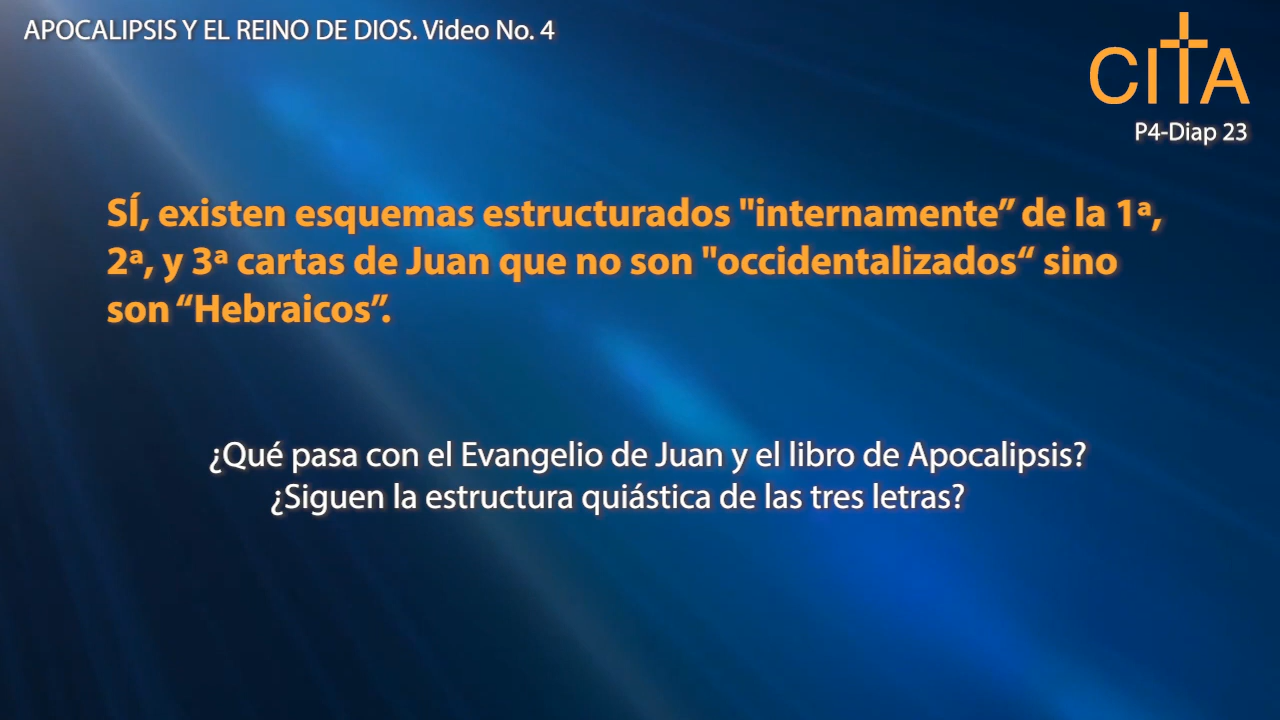 APOCALIPSIS Y EL REINO DE DIOS. Video No. 4
CITA
P4-Diap 23
SÍ, existen esquemas estructurados "internamente” de la 1ª,
2ª, y 3ª cartas de Juan que no son "occidentalizados“ sino
son “Hebraicos”.
¿Qué pasa con el Evangelio de Juan y el libro de Apocalipsis?
¿Siguen la estructura quiástica de las tres letras?